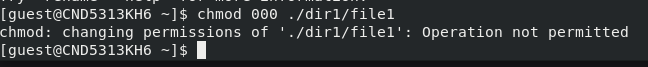 [guest@CND5313KH6 ~]$ chmod 000 ./dir1/file1
chmod: changing permissions of './dir1/file1': Operation not permitted
[guest@CND5313KH6 ~]$